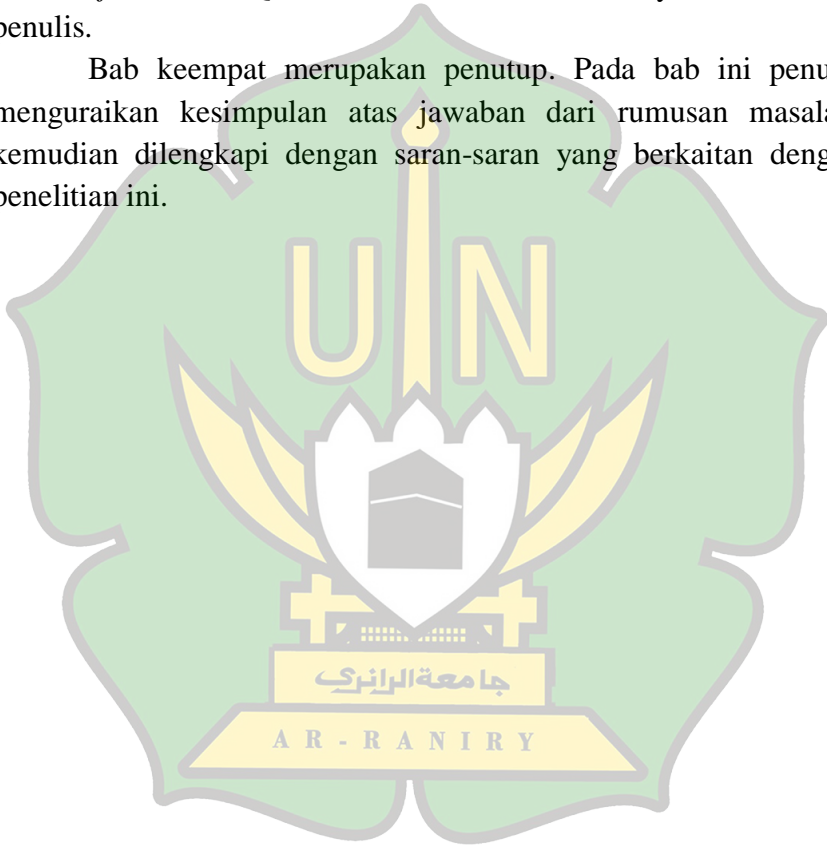 penulis.
Bab keempat merupakan penutup. Pada bab ini penu
menguraikan kesimpulan atas jawaban dari rumusan masala
kemudian dilengkapi dengan saran-saran yang berkaitan deng
penelitian ini.
UIN
جامعة الرانري
AR-RANIRY